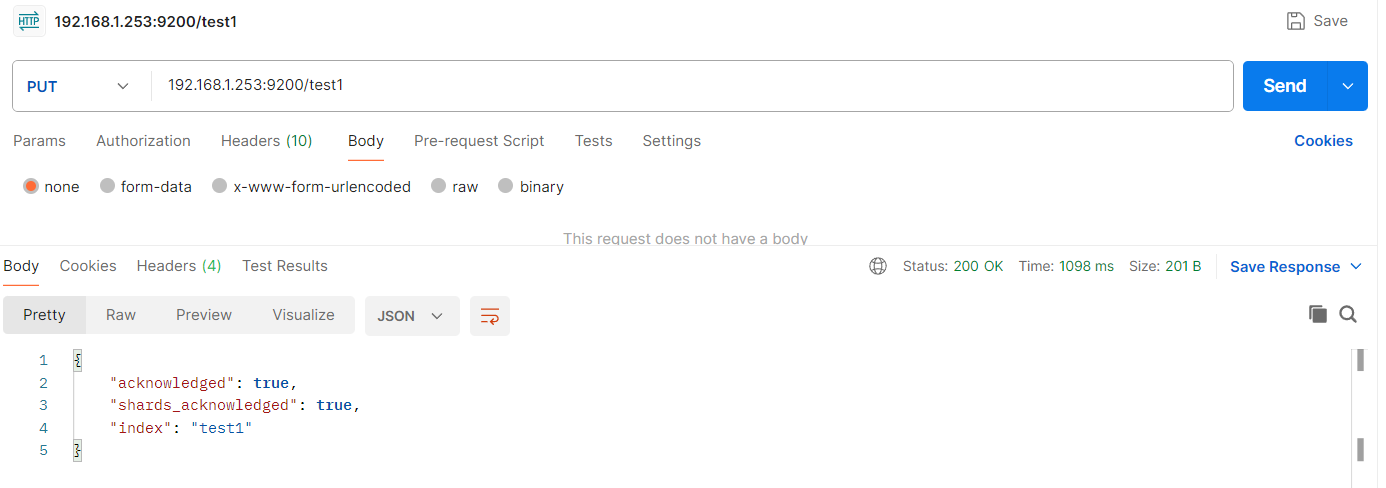 HTTP 192.168.1.253:9200/test1 Save
PUT 192.168.1.253:9200/test1 Send
Params Authorization Headers (10) Body Pre-request Script Tests Settings Cookies
none form-data x-www-form-urlencoded raw binary
This request does not have a body
Body Cookies Headers (4) Test Results Status: 200 OK Time: 1098 ms Size: 201 B Save Response
Pretty Raw Preview Visualize JSON
1 {
2 "acknowledged": true,
3 "shards_acknowledged": true,
4 "index": "test1"
5 }